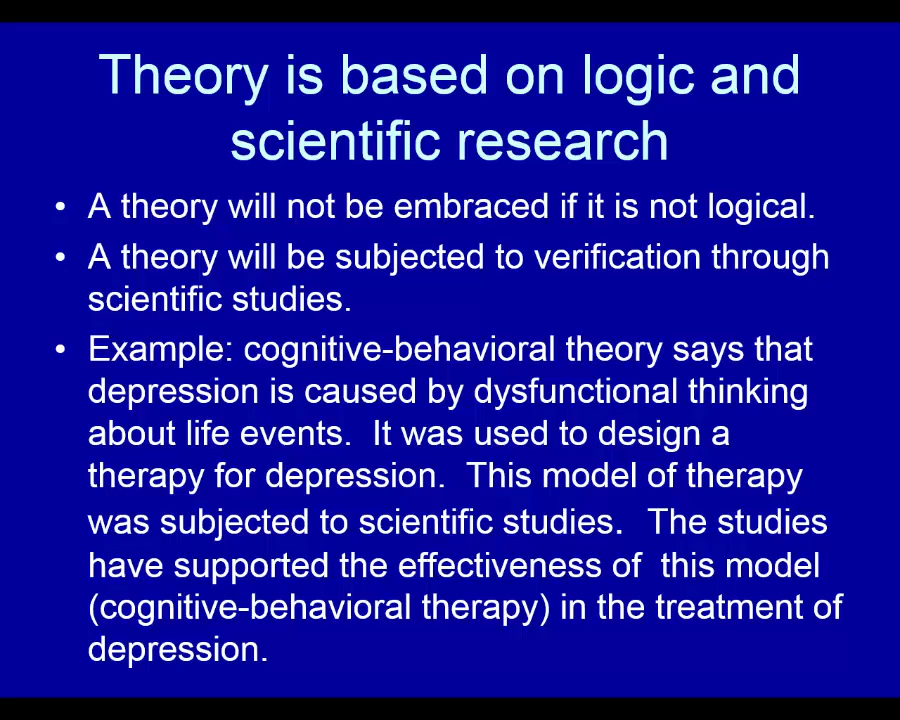 Theory is based on logic and
scientific research
• A theory will not be embraced if it is not logical.
• A theory will be subjected to verification through
scientific studies.
• Example: cognitive-behavioral theory says that
depression is caused by dysfunctional thinking
about life events.  It was used to design a
therapy for depression.  This model of therapy
was subjected to scientific studies.  The studies
have supported the effectiveness of  this model
(cognitive-behavioral therapy) in the treatment of
depression.